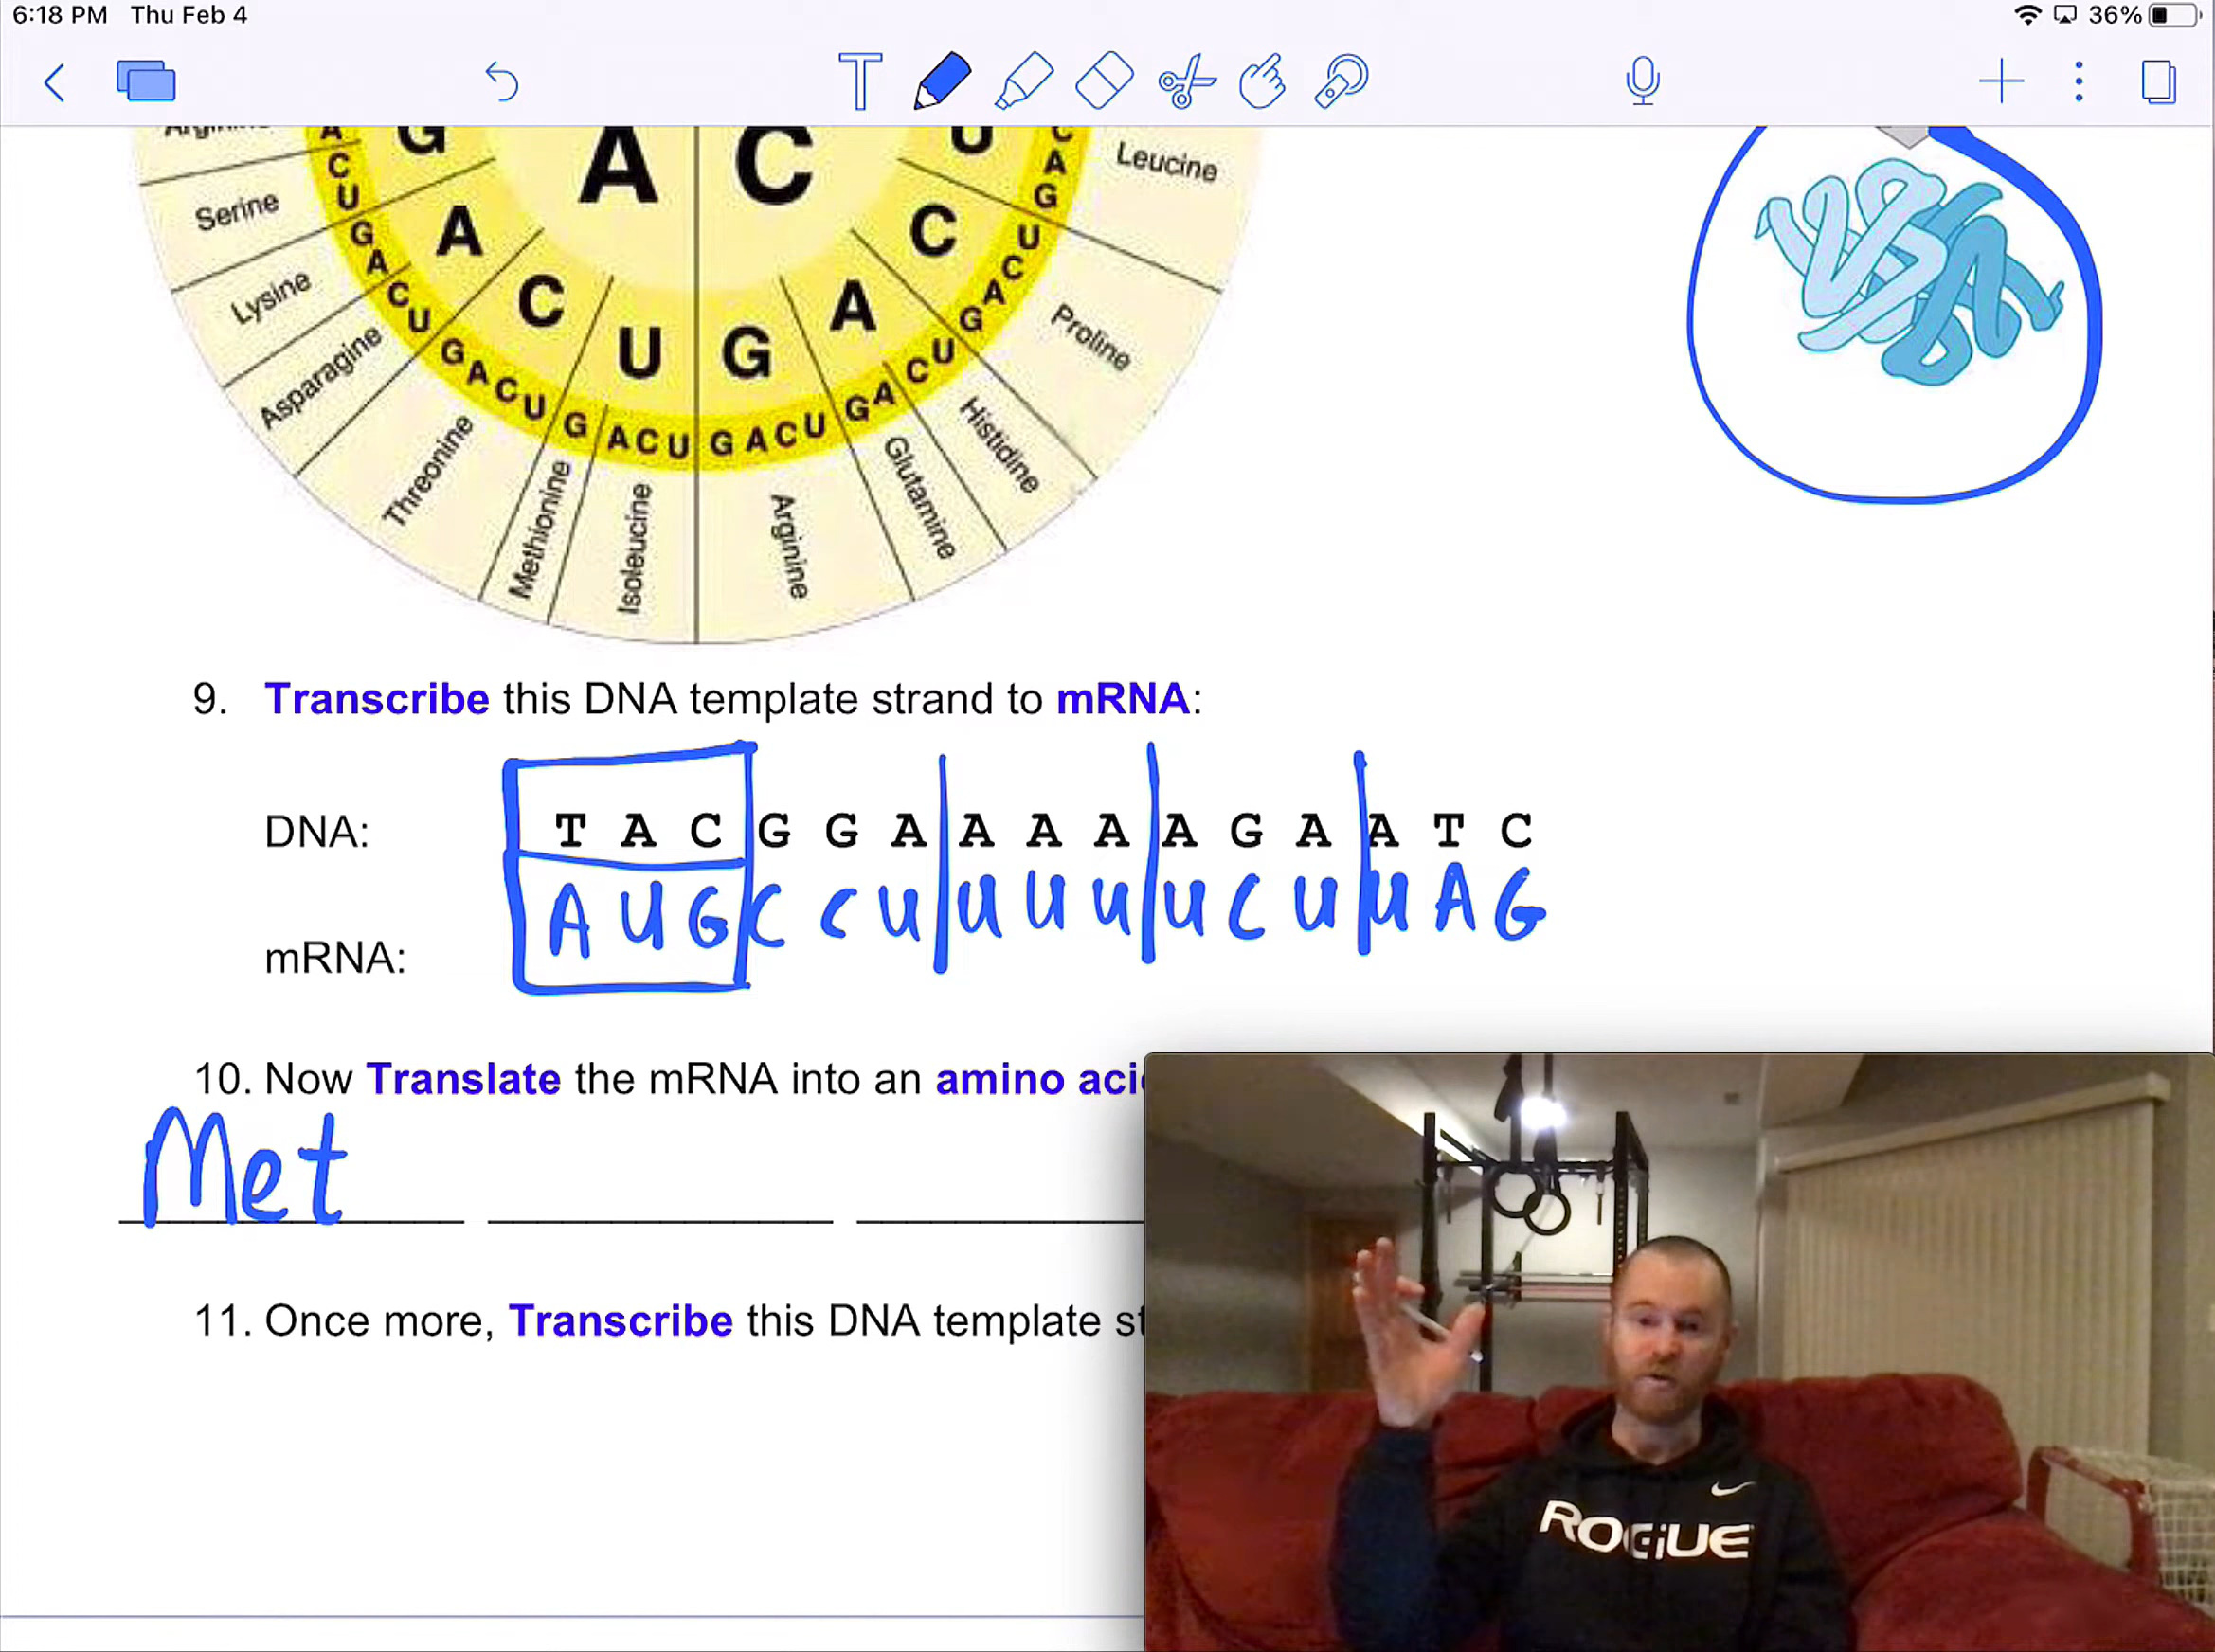 6:18 PM Thu Feb 4
36%
T
A C
G A C U G A C U
A C U G A C U G A C U G A C U G A C U G A C U G A C
Serine
Lysine
Asparagine
Threonine
Methionine
Isoleucine
Arginine
Glutamine
Histidine
Proline
Leucine
9. Transcribe this DNA template strand to mRNA:
DNA: T A C G G A A A A A G A A T C
mRNA: A U G C C U U U U U C U U A G
10. Now Translate the mRNA into an amino
Met
11. Once more, Transcribe this DNA template
ROGUE